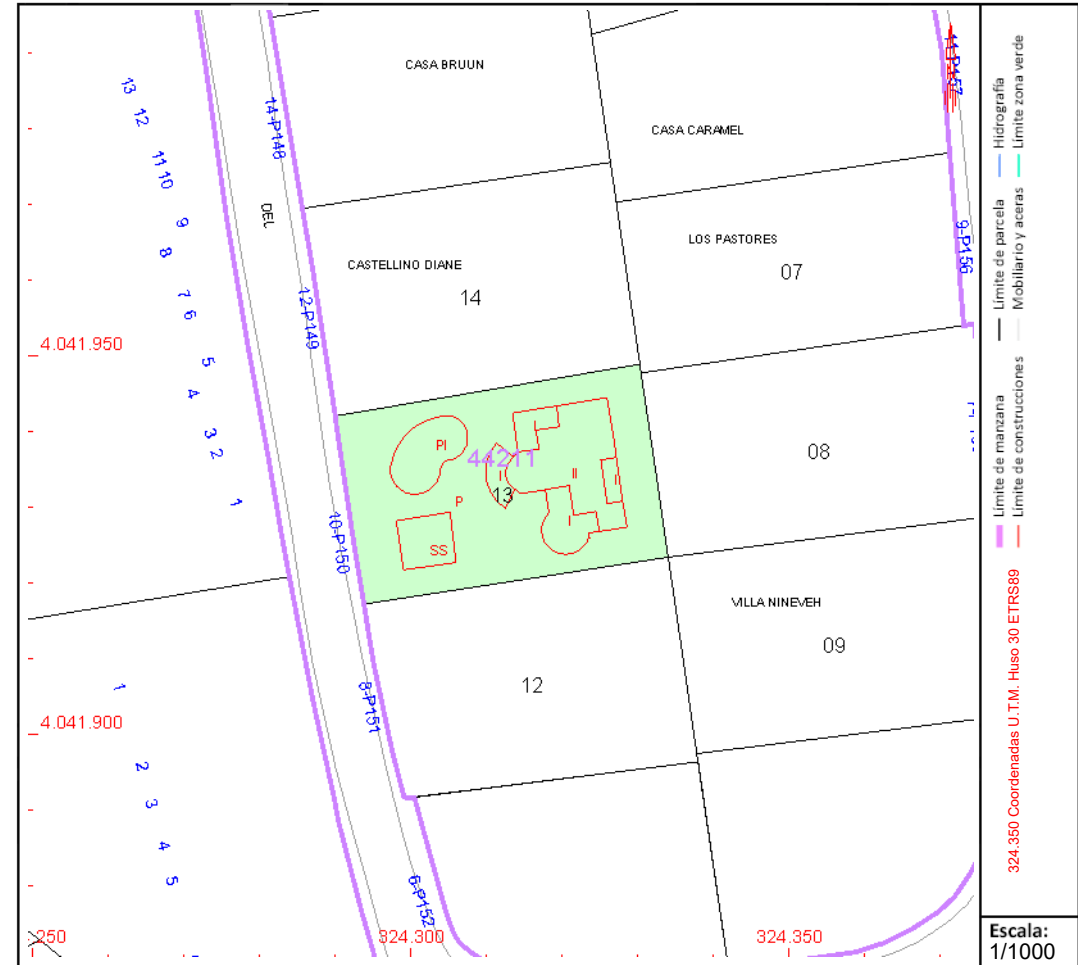 CASA BRUUN
CASA CARAMEL
11-P157
13
12
11
10
9
8
7
6
5
4
3
2
1
14-P148
DEL
LOS PASTORES
07
9-P156
CASTELLINO DIANE
14
12-P149
4.041.950
08
PI
44211
II
I
I
I
13
P
SS
10-P150
VILLA NINEVEH
09
12
8-P151
4.041.900
1
2
3
4
5
6-P152
250
324.300
324.350
Límite de manzana
Límite de parcela
Hidrografía
Límite de construcciones
Mobiliario y aceras
Límite zona verde
324.350 Coordenadas U.T.M. Huso 30 ETRS89
Escala:
1/1000